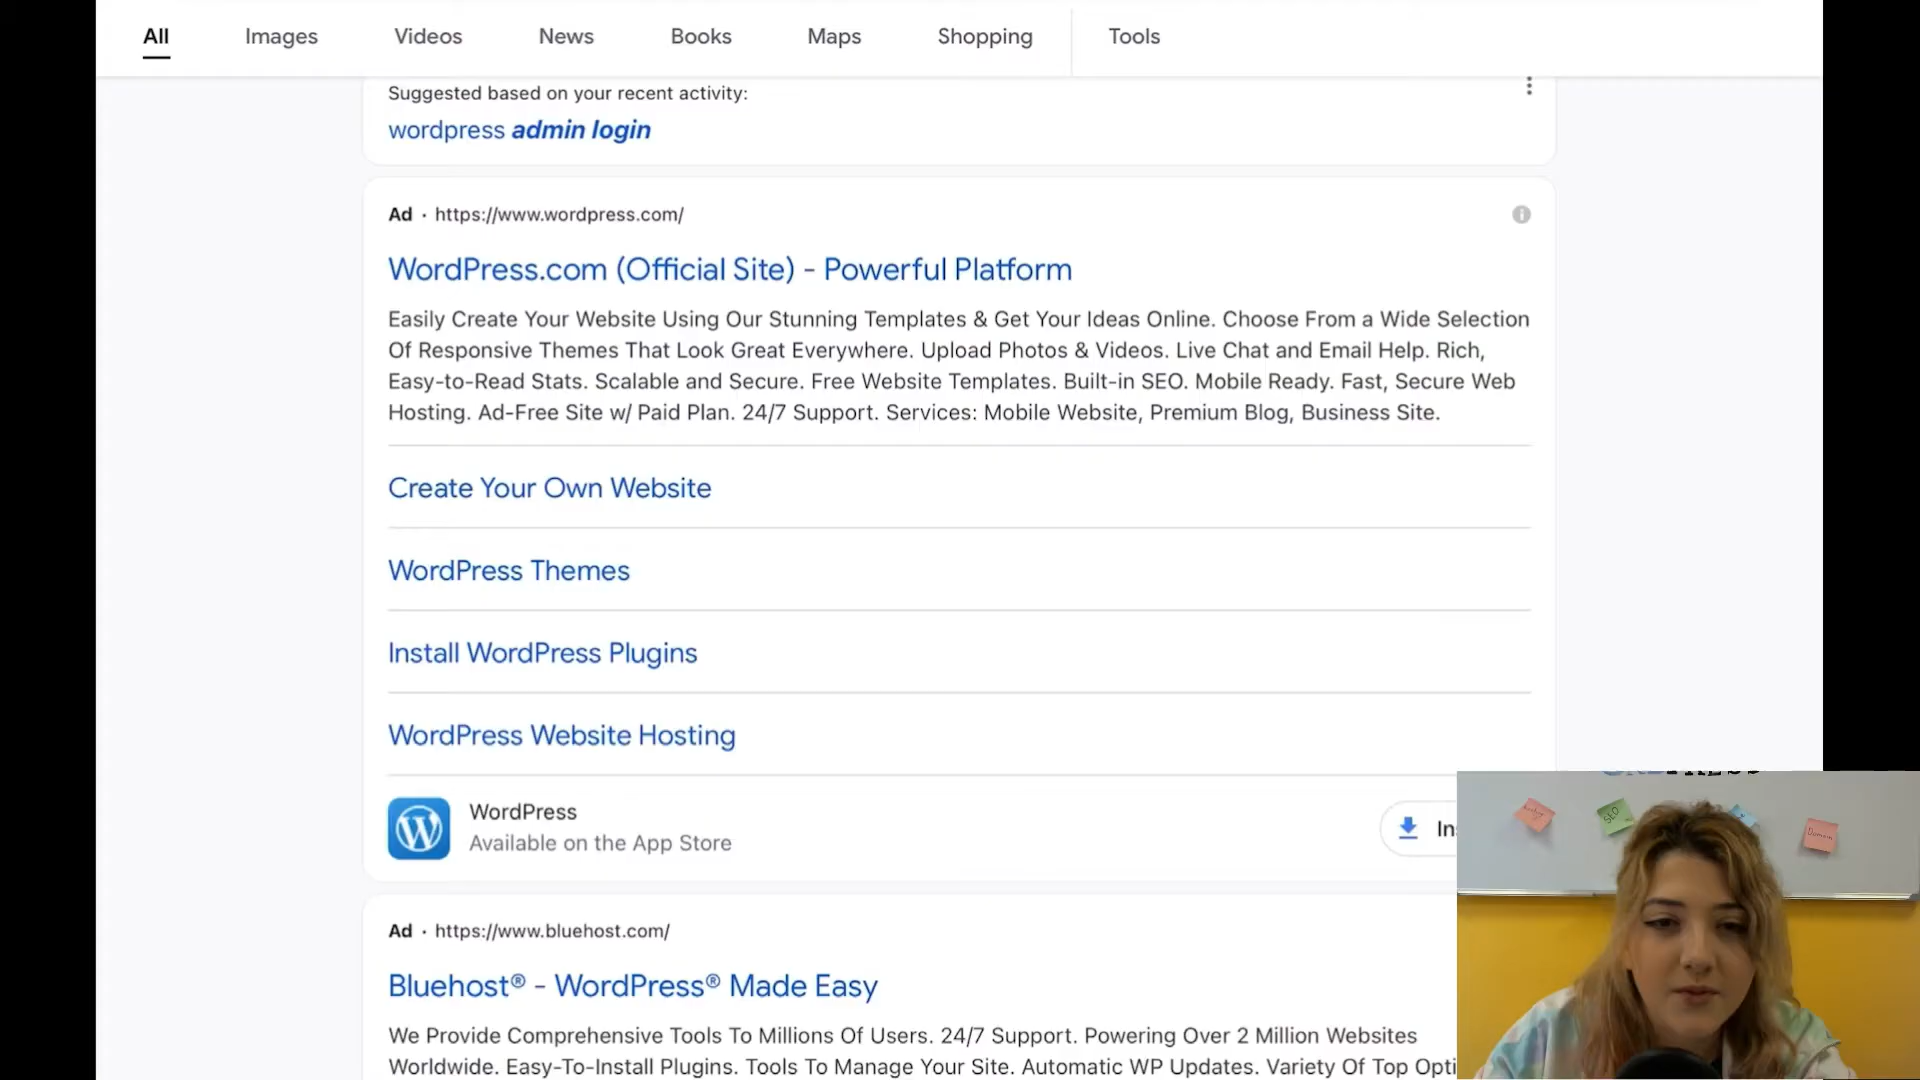 All Images Videos News Books Maps Shopping Tools
Suggested based on your recent activity:
wordpress admin login
Ad · https://www.wordpress.com/
WordPress.com (Official Site) - Powerful Platform
Easily Create Your Website Using Our Stunning Templates & Get Your Ideas Online. Choose From a Wide Selection
Of Responsive Themes That Look Great Everywhere. Upload Photos & Videos. Live Chat and Email Help. Rich,
Easy-to-Read Stats. Scalable and Secure. Free Website Templates. Built-in SEO. Mobile Ready. Fast, Secure Web
Hosting. Ad-Free Site w/ Paid Plan. 24/7 Support. Services: Mobile Website, Premium Blog, Business Site.
Create Your Own Website
WordPress Themes
Install WordPress Plugins
WordPress Website Hosting
WordPress
Available on the App Store
Ins
SEO
Domain
Ad · https://www.bluehost.com/
Bluehost® - WordPress® Made Easy
We Provide Comprehensive Tools To Millions Of Users. 24/7 Support. Powering Over 2 Million Websites
Worldwide. Easy-To-Install Plugins. Tools To Manage Your Site. Automatic WP Updates. Variety Of Top Opti